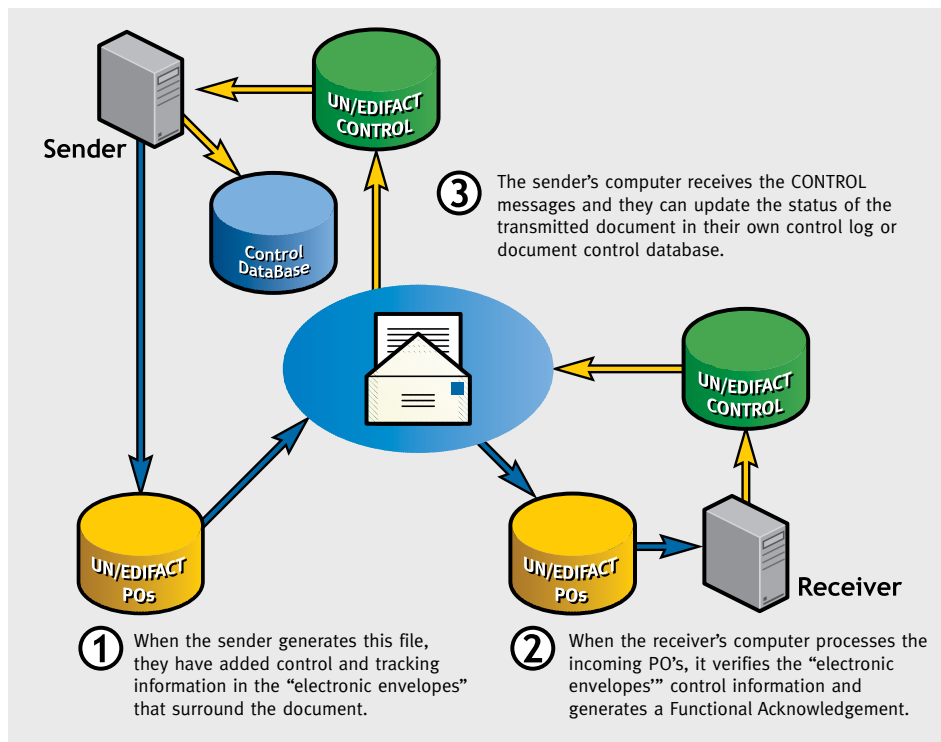 UN/EDIFACT
CONTROL
Sender
Control
DataBase
3
The sender's computer receives the CONTROL
messages and they can update the status of the
transmitted document in their own control log or
document control database.
UN/EDIFACT
CONTROL
UN/EDIFACT
POs
UN/EDIFACT
POs
Receiver
1
When the sender generates this file,
they have added control and tracking
information in the “electronic envelopes”
that surround the document.
2
When the receiver's computer processes the
incoming PO's, it verifies the “electronic
envelopes'” control information and
generates a Functional Acknowledgement.